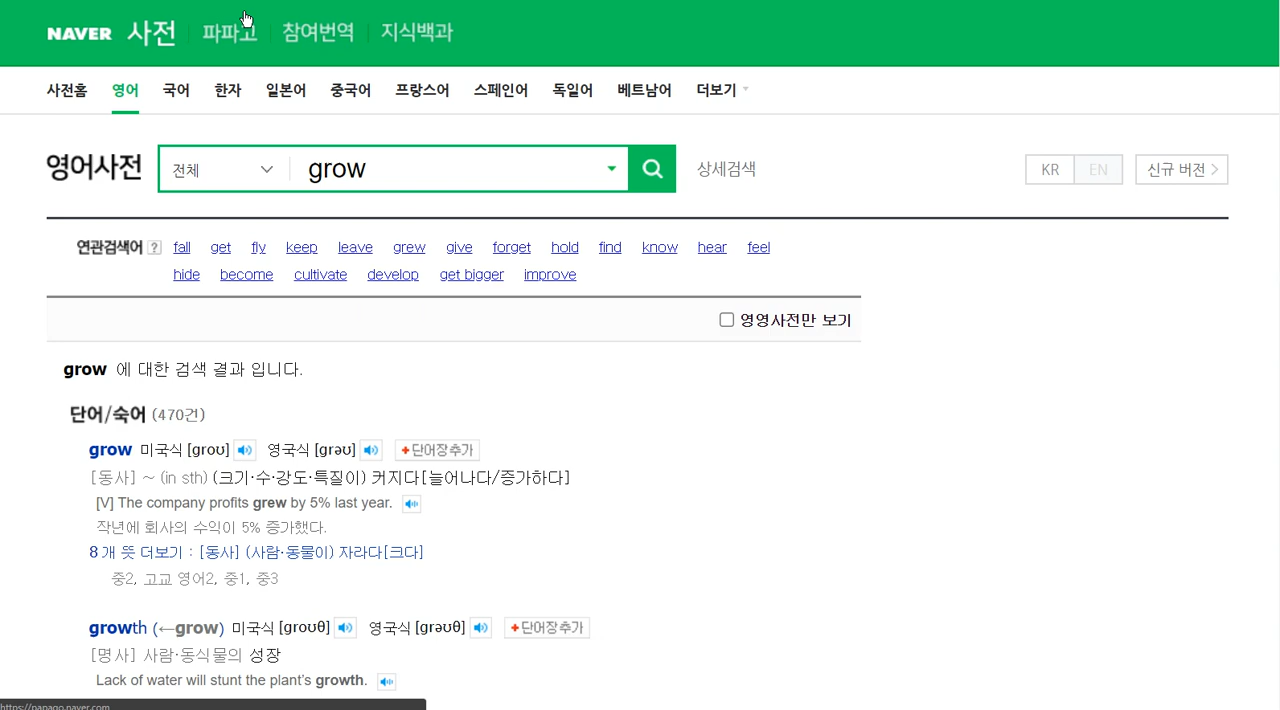 NAVER 사전 파파고 참여번역 지식백과
사전홈 영어 국어 한자 일본어 중국어 프랑스어 스페인어 독일어 베트남어 더보기
영어사전 전체 grow 상세검색 KR EN 신규 버전
연관검색어 ? fall get fly keep leave grew give forget hold find know hear feel
hide become cultivate develop get bigger improve
영영사전만 보기
grow 에 대한 검색 결과 입니다.
단어/숙어 (470건)
grow 미국식 [groʊ] 영국식 [grəʊ] +단어장추가
[동사] ~ (in sth) (크기·수·강도·특질이) 커지다[늘어나다/증가하다]
[V] The company profits grew by 5% last year.
작년에 회사의 수익이 5% 증가했다.
8개 뜻 더보기 : [동사] (사람·동물이) 자라다[크다]
중2, 고교 영어2, 중1, 중3
growth (←grow) 미국식 [groʊθ] 영국식 [grəʊθ] +단어장추가
[명사] 사람·동식물의 성장
Lack of water will stunt the plant’s growth.
https://papago.naver.com